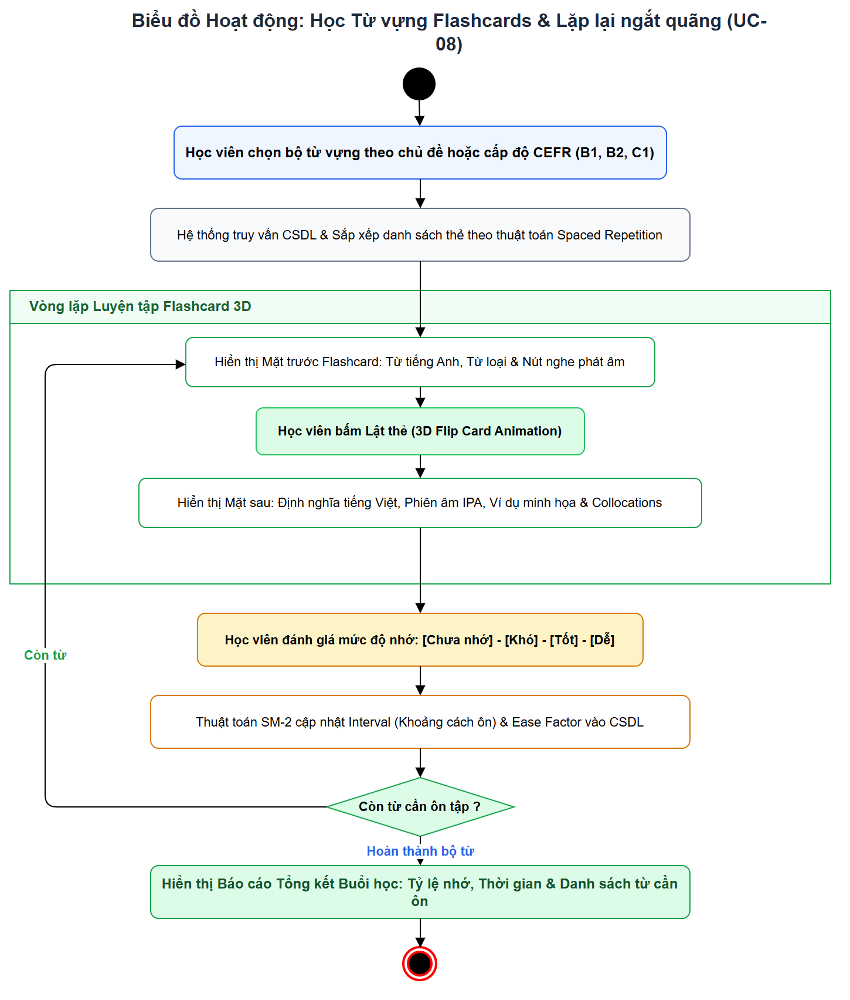 Biểu đồ Hoạt động: Học Từ vựng Flashcards & Lặp lại ngắt quãng (UC-
08)
Học viên chọn bộ từ vựng theo chủ đề hoặc cấp độ CEFR (B1, B2, C1)
Hệ thống truy vấn CSDL & Sắp xếp danh sách thẻ theo thuật toán Spaced Repetition
Vòng lặp Luyện tập Flashcard 3D
Hiển thị Mặt trước Flashcard: Từ tiếng Anh, Từ loại & Nút nghe phát âm
Học viên bấm Lật thẻ (3D Flip Card Animation)
Hiển thị Mặt sau: Định nghĩa tiếng Việt, Phiên âm IPA, Ví dụ minh họa & Collocations
Học viên đánh giá mức độ nhớ: [Chưa nhớ] - [Khó] - [Tốt] - [Dễ]
Còn từ
Thuật toán SM-2 cập nhật Interval (Khoảng cách ôn) & Ease Factor vào CSDL
Còn từ cần ôn tập ?
Hoàn thành bộ từ
Hiển thị Báo cáo Tổng kết Buổi học: Tỷ lệ nhớ, Thời gian & Danh sách từ cần
ôn